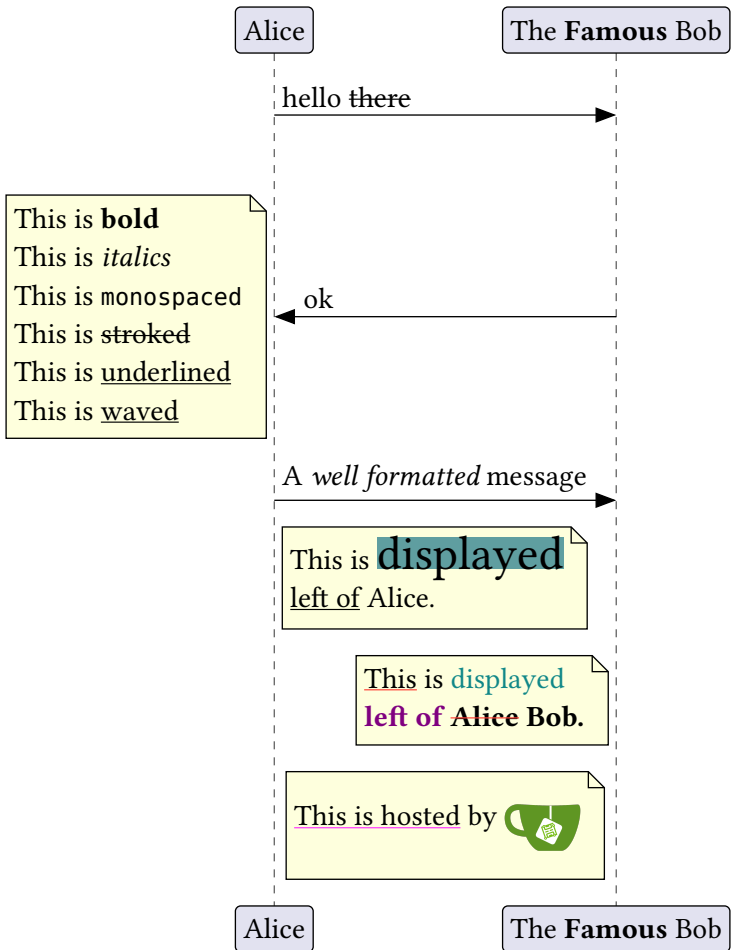 Alice
The Famous Bob
hello there
This is bold
This is italics
This is monospaced
This is stroked
This is underlined
This is waved
ok
A well formatted message
This is displayed
left of Alice.
This is displayed
left of Alice Bob.
This is hosted by
Alice
The Famous Bob